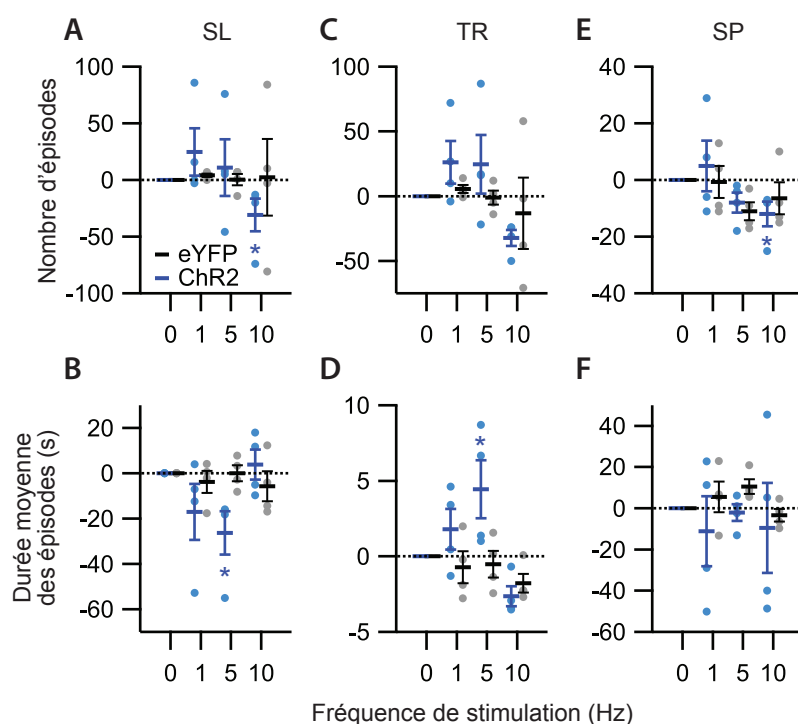 A SL
C TR
E SP
Nombre d'épisodes
100
50
0
-50
-100
eYFP
ChR2
*
0 1 5 10
100
50
0
-50
0 1 5 10
40
20
0
-20
-40
*
0 1 5 10
B
D
F
Durée moyenne
des épisodes (s)
20
0
-20
-40
-60
*
0 1 5 10
10
5
0
-5
*
0 1 5 10
40
20
0
-20
-40
-60
0 1 5 10
Fréquence de stimulation (Hz)